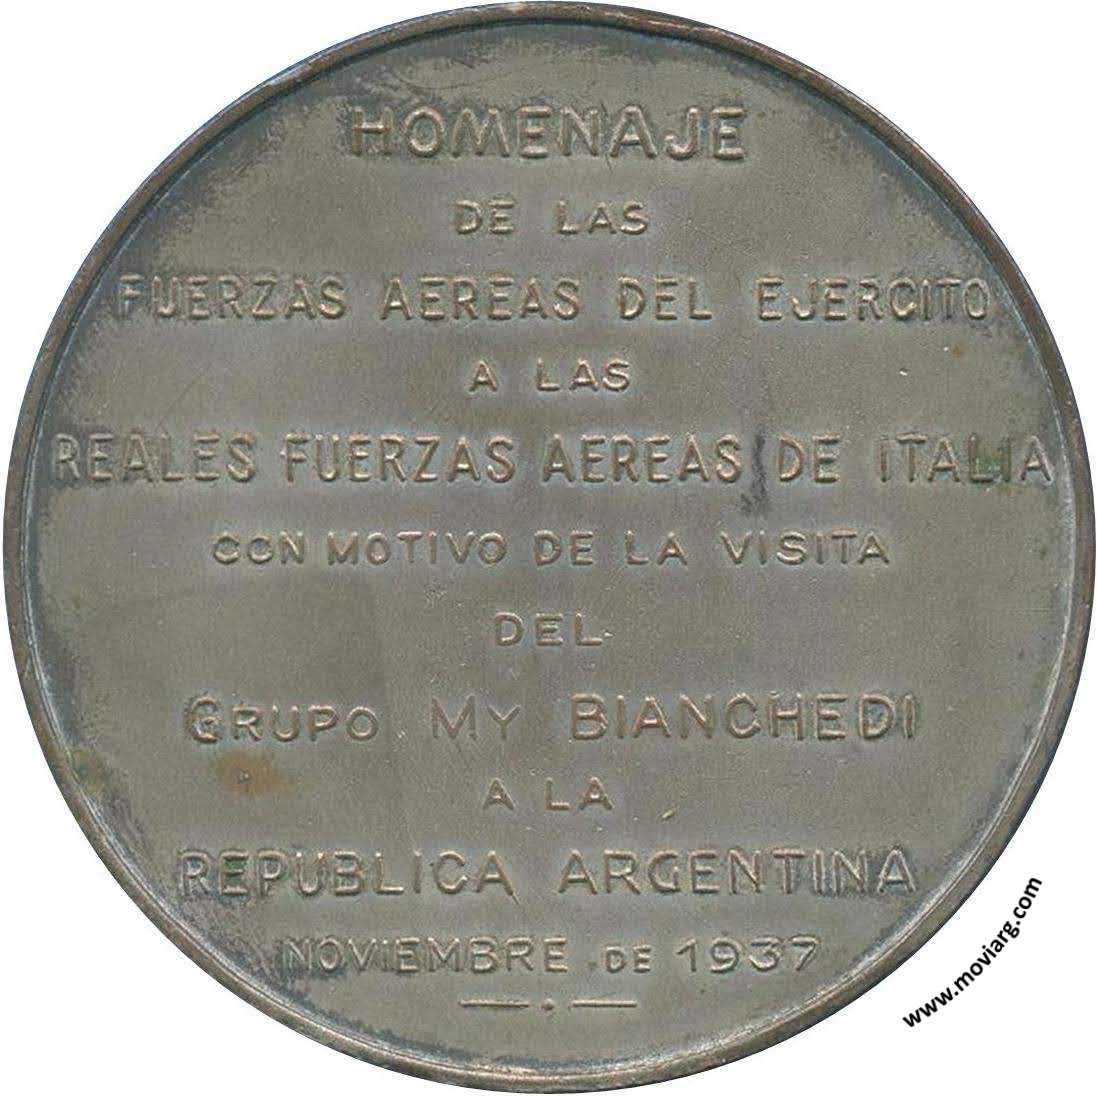 HOMENAJE
DE LAS
FUERZAS AEREAS DEL EJERCITO
A LAS
REALES FUERZAS AEREAS DE ITALIA
CON MOTIVO DE LA VISITA
DEL
GRUPO MY BIANCHEDI
A LA
REPUBLICA ARGENTINA
NOVIEMBRE DE 1937
www.moviarg.com